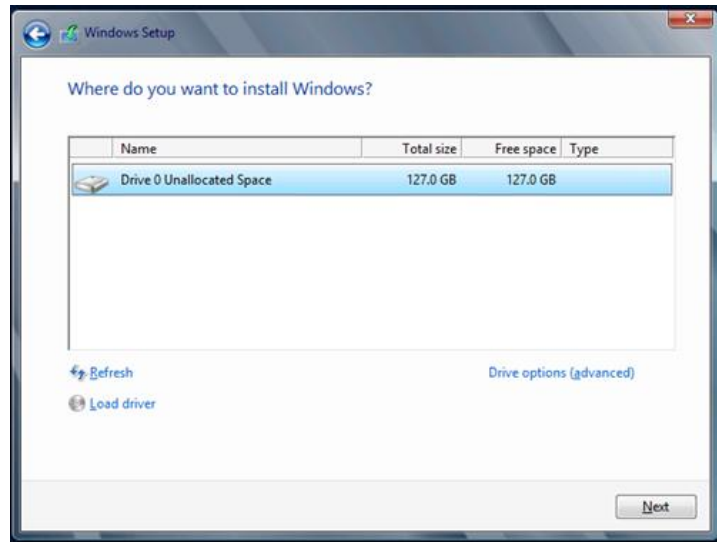 Windows Setup
Where do you want to install Windows?
Name Total size Free space Type
Drive 0 Unallocated Space 127.0 GB 127.0 GB
Refresh Drive options (advanced)
Load driver
Next